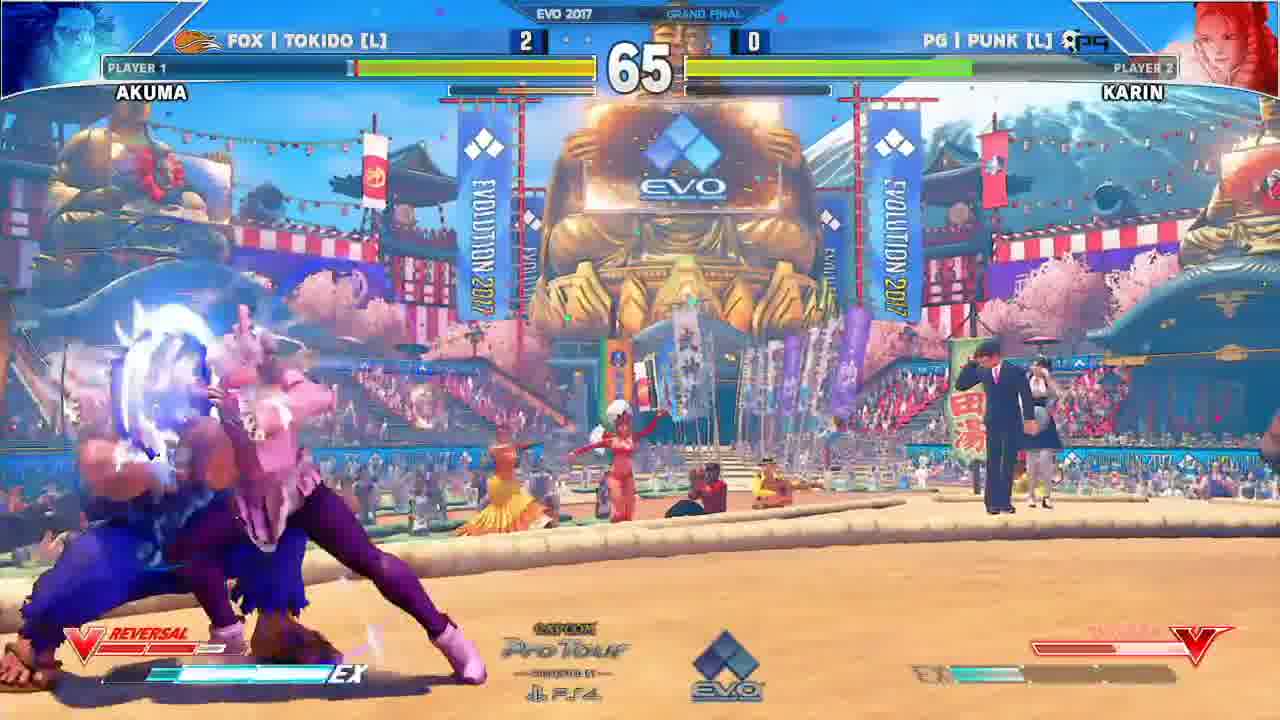 EVO 2017 GRAND FINAL
FOX | TOKIDO [L] 2 0 PG | PUNK [L]
PLAYER 1 65 PLAYER 2
AKUMA KARIN
EVO
EVOLUTION 2017
EVOLUTION 2017
REVERSAL
EX
EX
CAPCOM
Pro Tour
PS4
EVO